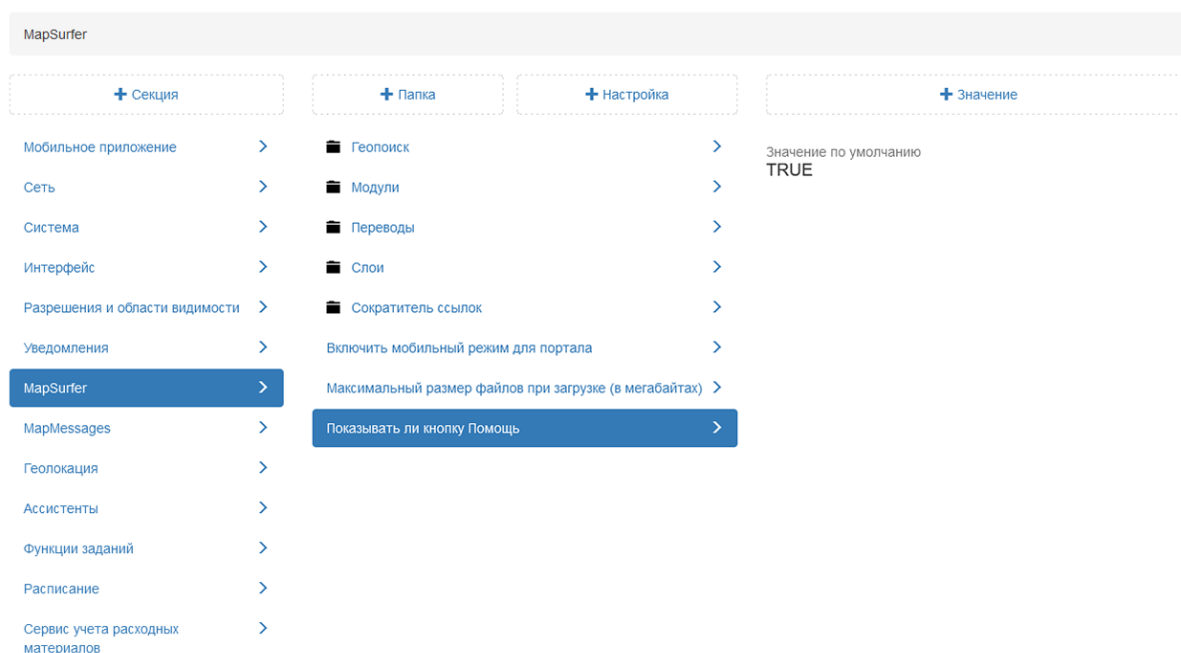 MapSurfer
Секция
Папка
Настройка
Значение
Мобильное приложение
Сеть
Система
Интерфейс
Разрешения и области видимости
Уведомления
MapSurfer
MapMessages
Геолокация
Ассистенты
Функции заданий
Расписание
Сервис учета расходных
материалов
Геопоиск
Модули
Переводы
Слои
Сократитель ссылок
Включить мобильный режим для портала
Максимальный размер файлов при загрузке (в мегабайтах)
Показывать ли кнопку Помощь
Значение по умолчанию
TRUE